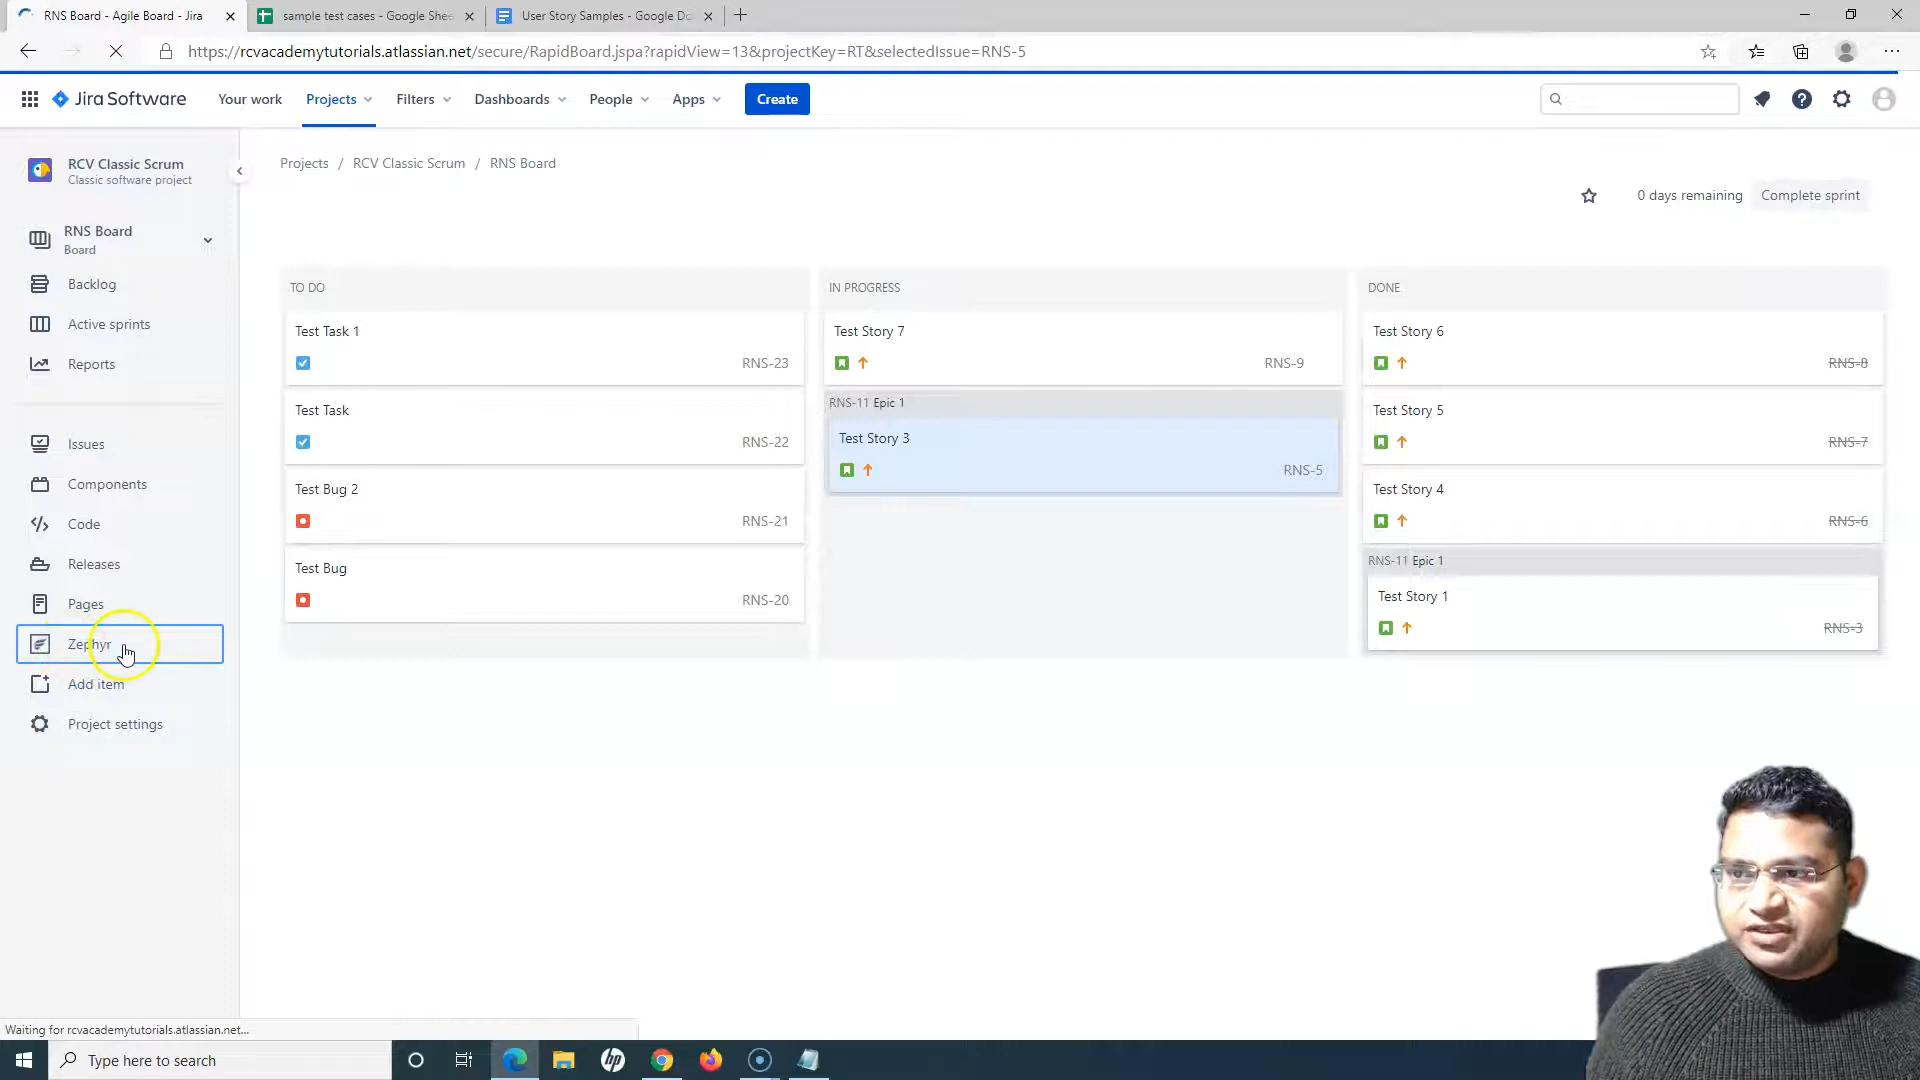 RNS Board - Agile Board - Jira
sample test cases - Google Shee
User Story Samples - Google Do
https://rcvacademytutorials.atlassian.net/secure/RapidBoard.jspa?rapidView=13&projectKey=RT&selectedIssue=RNS-5
Jira Software
Your work
Projects
Filters
Dashboards
People
Apps
Create
RCV Classic Scrum
Classic software project
RNS Board
Board
Backlog
Active sprints
Reports
Issues
Components
Code
Releases
Pages
Zephyr
Add item
Project settings
Projects / RCV Classic Scrum / RNS Board
0 days remaining
Complete sprint
TO DO
Test Task 1
RNS-23
Test Task
RNS-22
Test Bug 2
RNS-21
Test Bug
RNS-20
IN PROGRESS
Test Story 7
RNS-9
RNS-11 Epic 1
Test Story 3
RNS-5
DONE
Test Story 6
RNS-8
Test Story 5
RNS-7
Test Story 4
RNS-6
RNS-11 Epic 1
Test Story 1
RNS-3
Waiting for rcvacademytutorials.atlassian.net...
Type here to search
hp